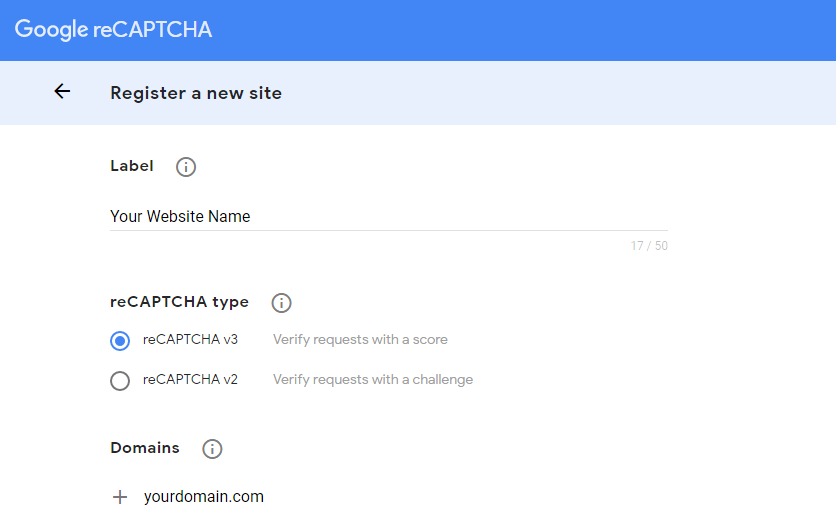 Google reCAPTCHA
Register a new site
Label
Your Website Name
17 / 50
reCAPTCHA type
reCAPTCHA v3 Verify requests with a score
reCAPTCHA v2 Verify requests with a challenge
Domains
yourdomain.com